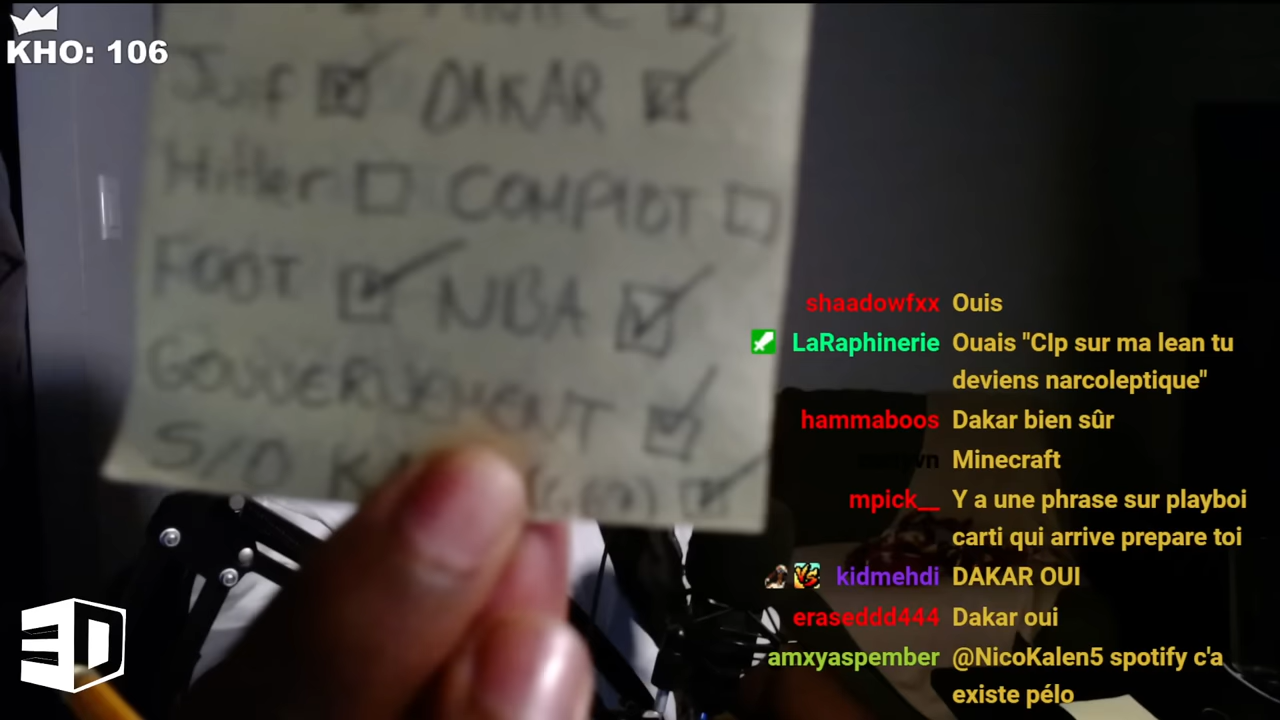 KHO: 106
Juif DAKAR
Hitler COMPLOT
FOOT NBA
GOUVERNEMENT
S/O
3D
shaadowfxx Ouis
LaRaphinerie Ouais "Clp sur ma lean tu
deviens narcoleptique"
hammaboos Dakar bien sûr
Minecraft
mpick__ Y a une phrase sur playboi
carti qui arrive prepare toi
kidmehdi DAKAR OUI
eraseddd444 Dakar oui
amxyaspember @NicoKalen5 spotify c'a
existe pélo